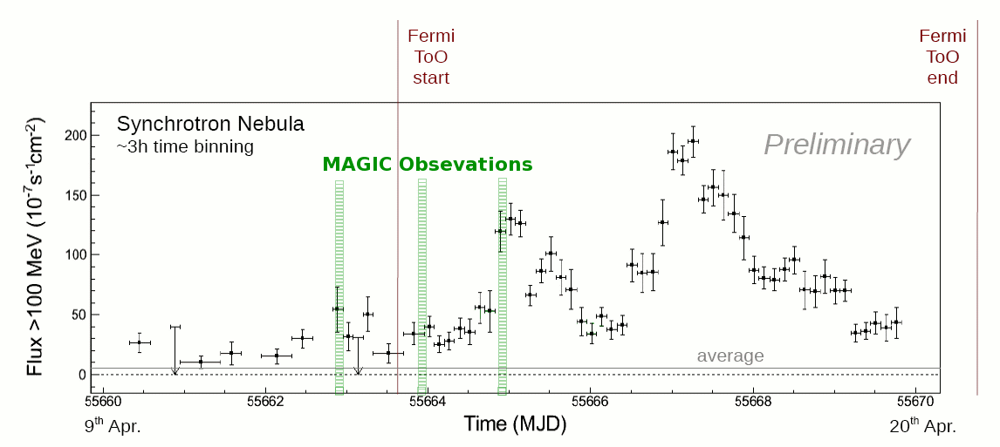 Fermi
ToO
start
Fermi
ToO
end
Synchrotron Nebula
~3h time binning
MAGIC Obsevations
Preliminary
Flux >100 MeV (10⁻⁷s⁻¹cm⁻²)
200
150
100
50
0
average
55660
55662
55664
55666
55668
55670
9th Apr.
Time (MJD)
20th Apr.